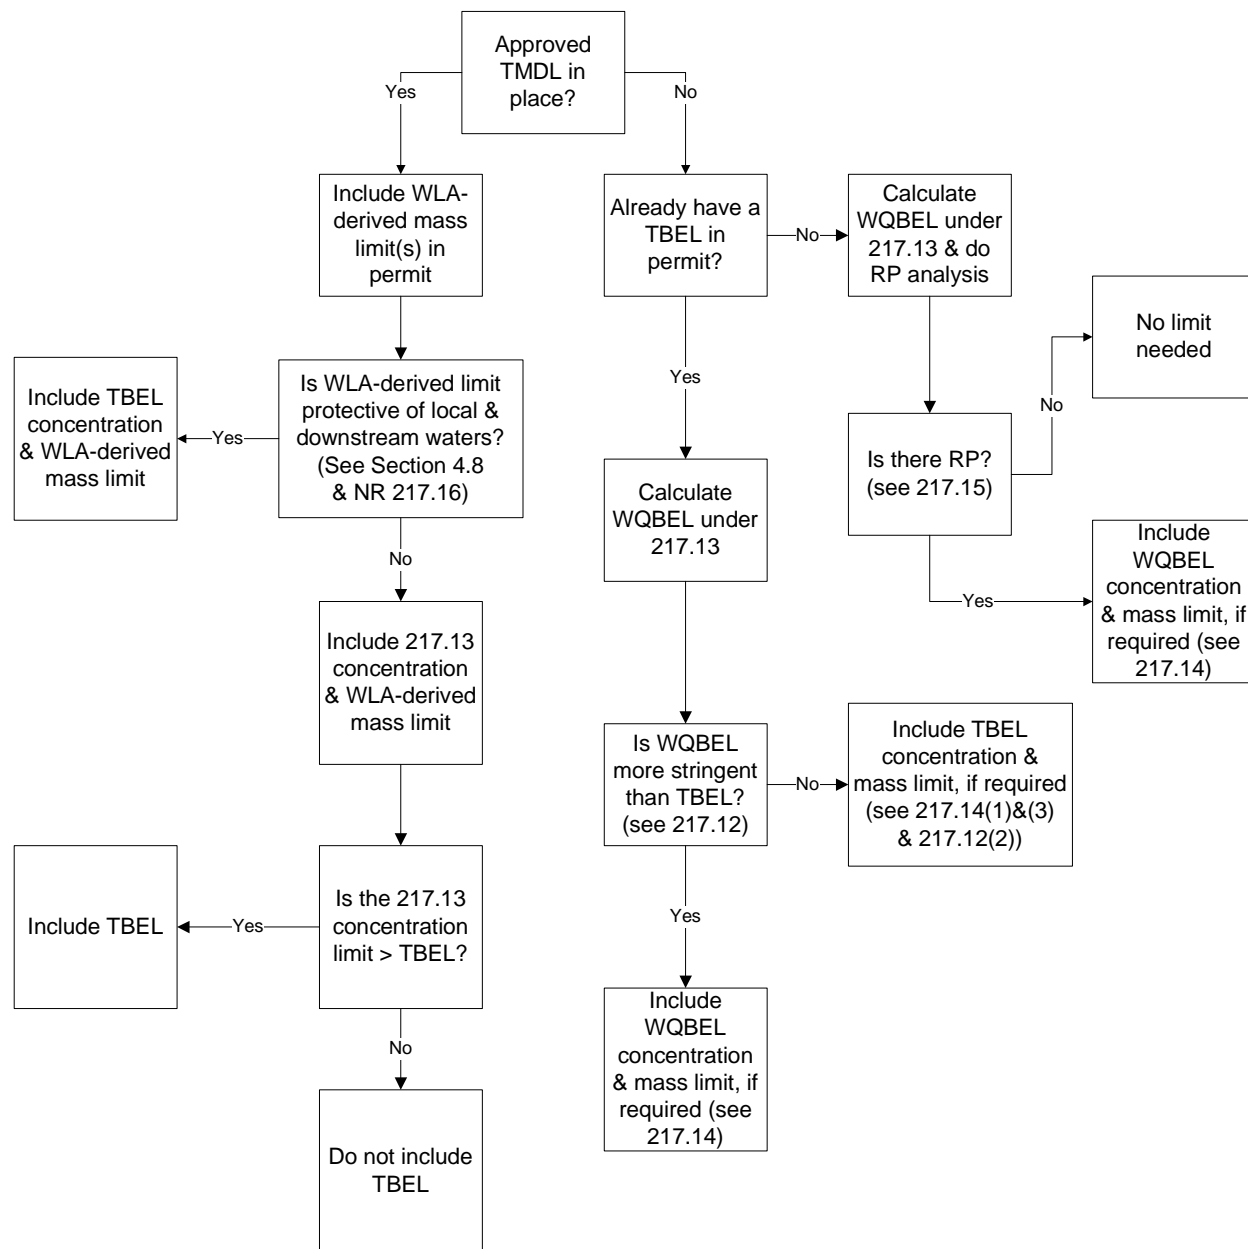 Approved
TMDL in
place?
Yes
No
Include WLA-
derived mass
limit(s) in
permit
Already have a
TBEL in
permit?
No
Calculate
WQBEL under
217.13 & do
RP analysis
No limit
needed
Include TBEL
concentration
& WLA-derived
mass limit
Yes
Is WLA-derived limit
protective of local &
downstream waters?
(See Section 4.8
& NR 217.16)
Yes
No
Is there RP?
(see 217.15)
Calculate
WQBEL under
217.13
No
Yes
Include
WQBEL
concentration
& mass limit, if
required (see
217.14)
Include 217.13
concentration
& WLA-derived
mass limit
Is WQBEL
more stringent
than TBEL?
(see 217.12)
No
Include TBEL
concentration &
mass limit, if required
(see 217.14(1)&(3)
& 217.12(2))
Include TBEL
Yes
Is the 217.13
concentration
limit > TBEL?
Yes
No
Include
WQBEL
concentration
& mass limit, if
required (see
217.14)
Do not include
TBEL